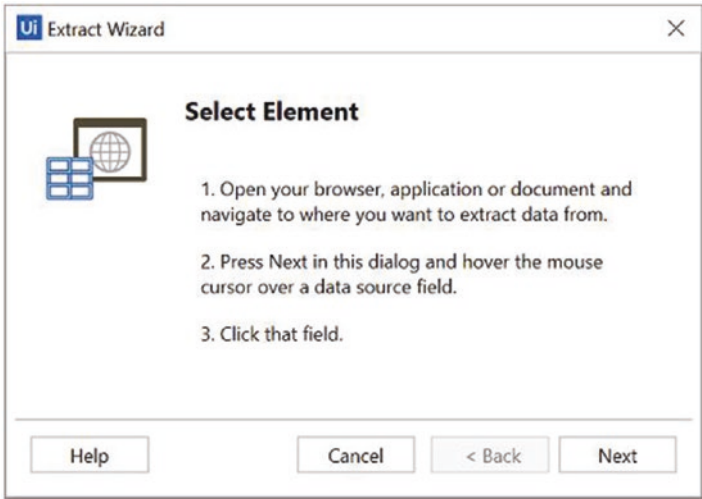 Ui Extract Wizard
Select Element
1. Open your browser, application or document and
navigate to where you want to extract data from.
2. Press Next in this dialog and hover the mouse
cursor over a data source field.
3. Click that field.
Help
Cancel
< Back
Next